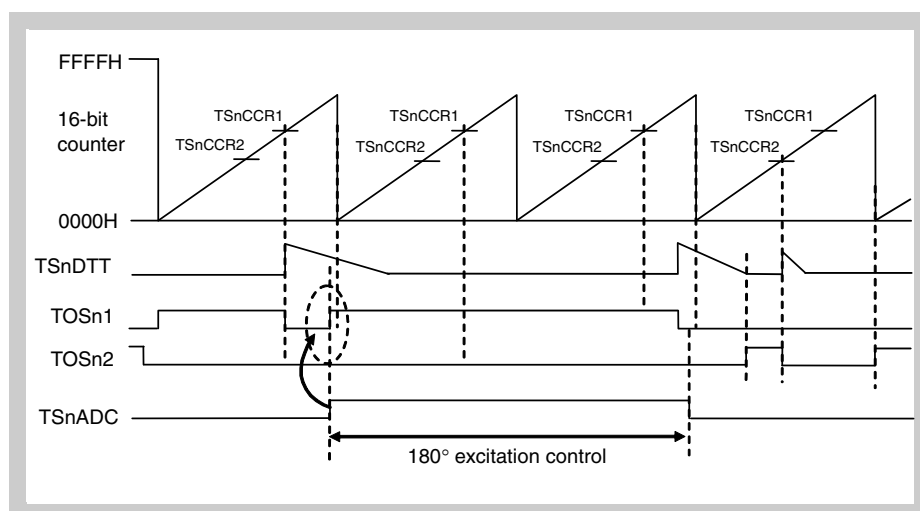 FFFFH
16-bit
counter
TSnCCR1
TSnCCR2
TSnCCR1
TSnCCR2
TSnCCR1
TSnCCR2
TSnCCR1
TSnCCR2
0000H
TSnDTT
TOSn1
TOSn2
TSnADC
180° excitation control